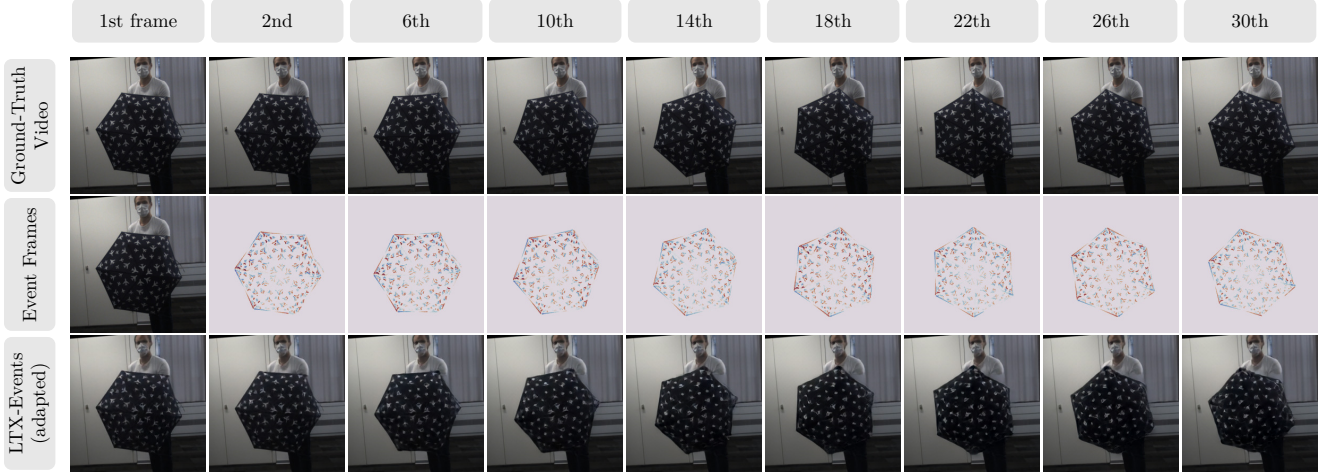 1st frame 2nd 6th 10th 14th 18th 22th 26th 30th
Ground-Truth
Video
Event Frames
LTX-Events
(adapted)